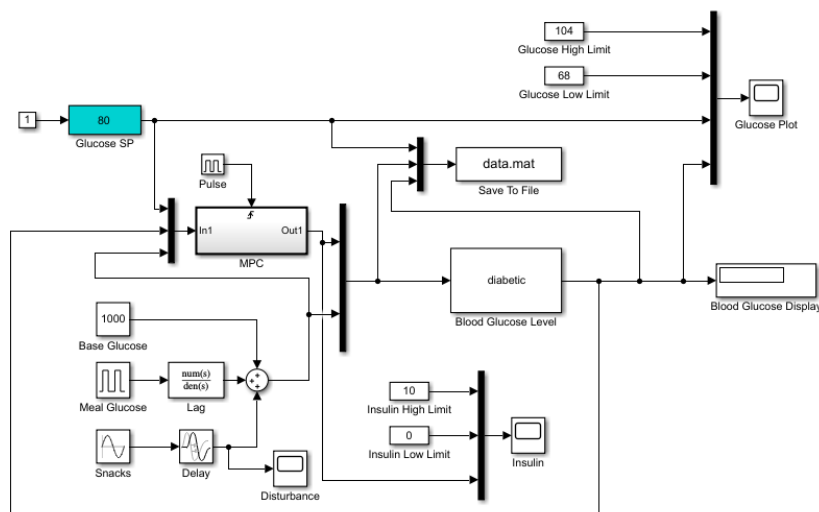 104
Glucose High Limit
68
Glucose Low Limit
Glucose Plot
1
80
Glucose SP
data.mat
Save To File
Pulse
In1
Out1
MPC
diabetic
Blood Glucose Level
Blood Glucose Display
1000
Base Glucose
Meal Glucose
num(s)
den(s)
Lag
+
+
+
10
Insulin High Limit
0
Insulin Low Limit
Insulin
Snacks
Delay
Disturbance